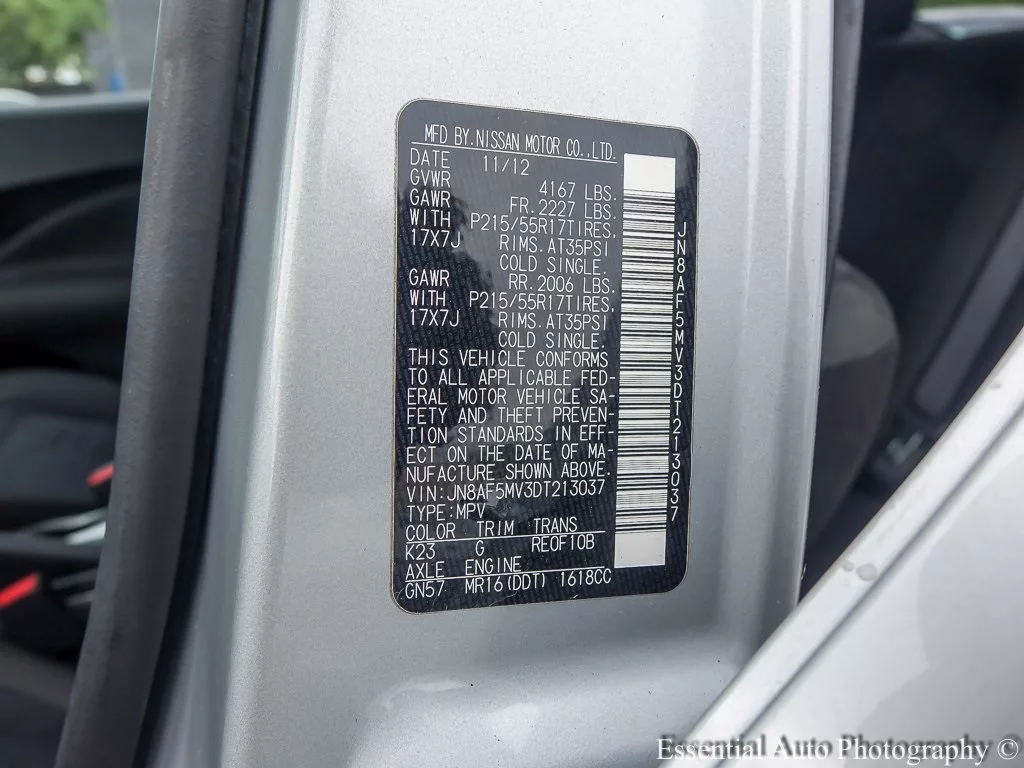 MFD BY.NISSAN MOTOR CO.,LTD.
DATE 11/12
GVWR 4167 LBS.
GAWR FR.2227 LBS.
WITH P215/55R17TIRES.
17X7J RIMS.AT35PSI
COLD SINGLE.
GAWR RR.2006 LBS.
WITH P215/55R17TIRES.
17X7J RIMS.AT35PSI
COLD SINGLE.
THIS VEHICLE CONFORMS
TO ALL APPLICABLE FED-
ERAL MOTOR VEHICLE SA-
FETY AND THEFT PREVEN-
TION STANDARDS IN EFF-
ECT ON THE DATE OF MA-
NUFACTURE SHOWN ABOVE.
VIN:JN8AF5MV3DT213037
TYPE:MPV
COLOR TRIM TRANS
K23 G REOF10B
AXLE ENGINE
GN57 MR16(DDT) 1618CC
JN8AF5MV3DT213037
Essential Auto Photography ©